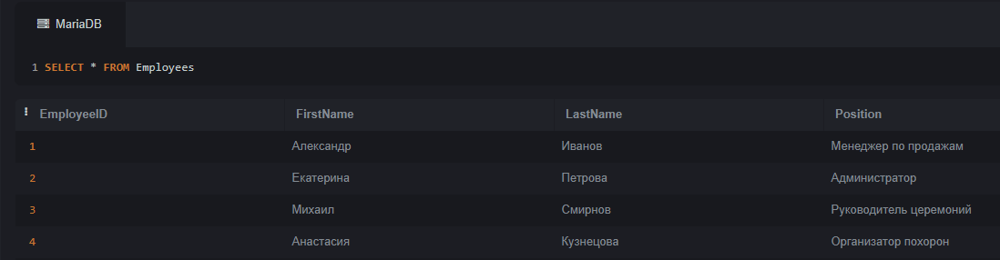 MariaDB
1 SELECT * FROM Employees
EmployeeID FirstName LastName Position
1 Александр Иванов Менеджер по продажам
2 Екатерина Петрова Администратор
3 Михаил Смирнов Руководитель церемоний
4 Анастасия Кузнецова Организатор похорон